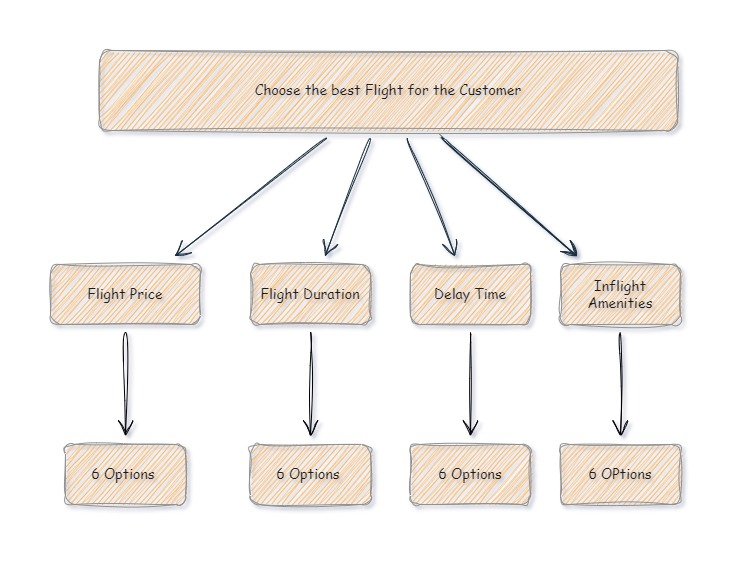 Choose the best Flight for the Customer
Flight Price
Flight Duration
Delay Time
Inflight
Amenities
6 Options
6 Options
6 Options
6 OPtions